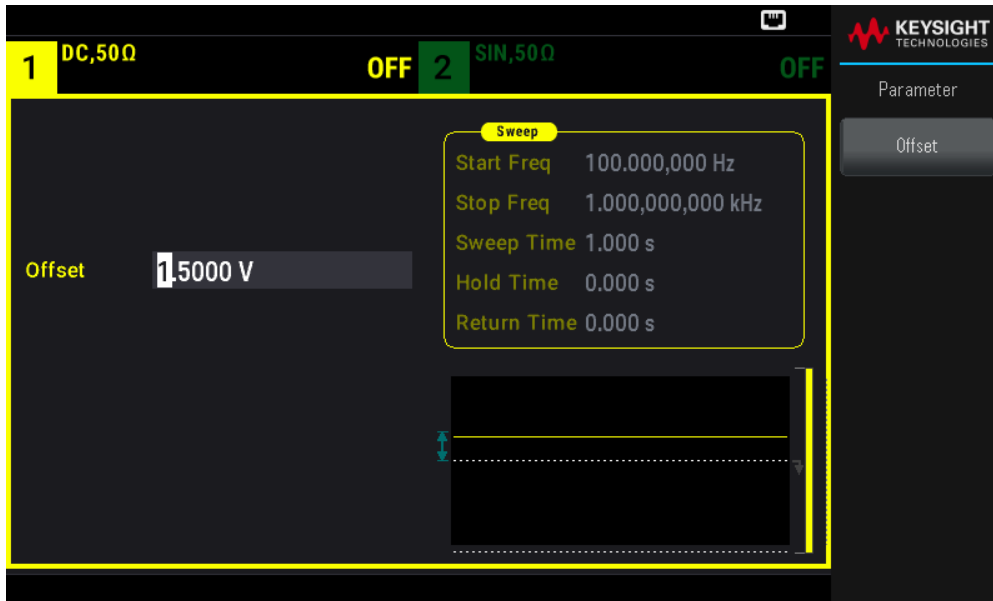 1 DC,50Ω OFF 2 SIN,50Ω OFF
KEYSIGHT
TECHNOLOGIES
Parameter
Offset
Sweep
Start Freq 100.000,000 Hz
Stop Freq 1.000,000,000 kHz
Sweep Time 1.000 s
Hold Time 0.000 s
Return Time 0.000 s
Offset 1.5000 V